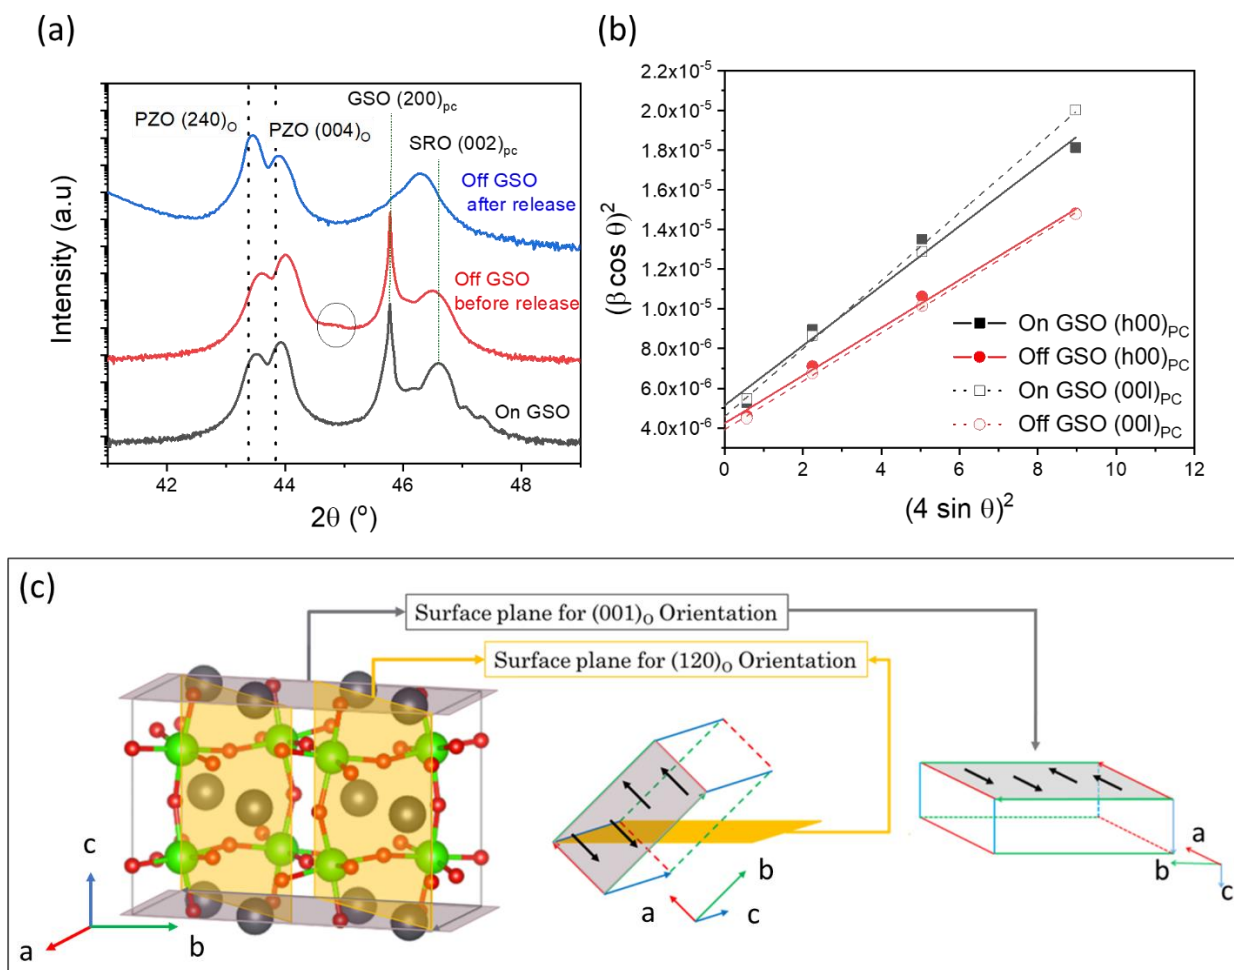 (a)
Intensity (a.u)
PZO (240)O
PZO (004)O
GSO (200)pc
SRO (002)pc
Off GSO
after release
Off GSO
before release
On GSO
42
44
46
48
2θ (°)
(b)
(β cos θ)²
2.2x10⁻⁵
2.0x10⁻⁵
1.8x10⁻⁵
1.6x10⁻⁵
1.4x10⁻⁵
1.2x10⁻⁵
1.0x10⁻⁵
8.0x10⁻⁶
6.0x10⁻⁶
4.0x10⁻⁶
On GSO (h00)PC
Off GSO (h00)PC
On GSO (00l)PC
Off GSO (00l)PC
0
2
4
6
8
10
12
(4 sin θ)²
(c)
Surface plane for (001)O Orientation
Surface plane for (120)O Orientation
c
a
b
a
b
c
a
b
c